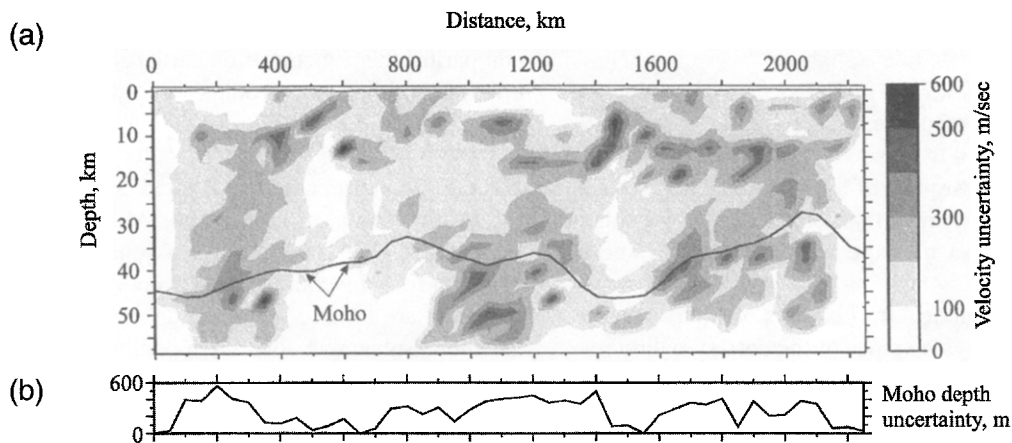 (a)
Distance, km
0 400 800 1200 1600 2000
Depth, km
0
10
20
30
40
50
Moho
600
500
300
100
0
Velocity uncertainty, m/sec
(b)
600
0
Moho depth
uncertainty, m